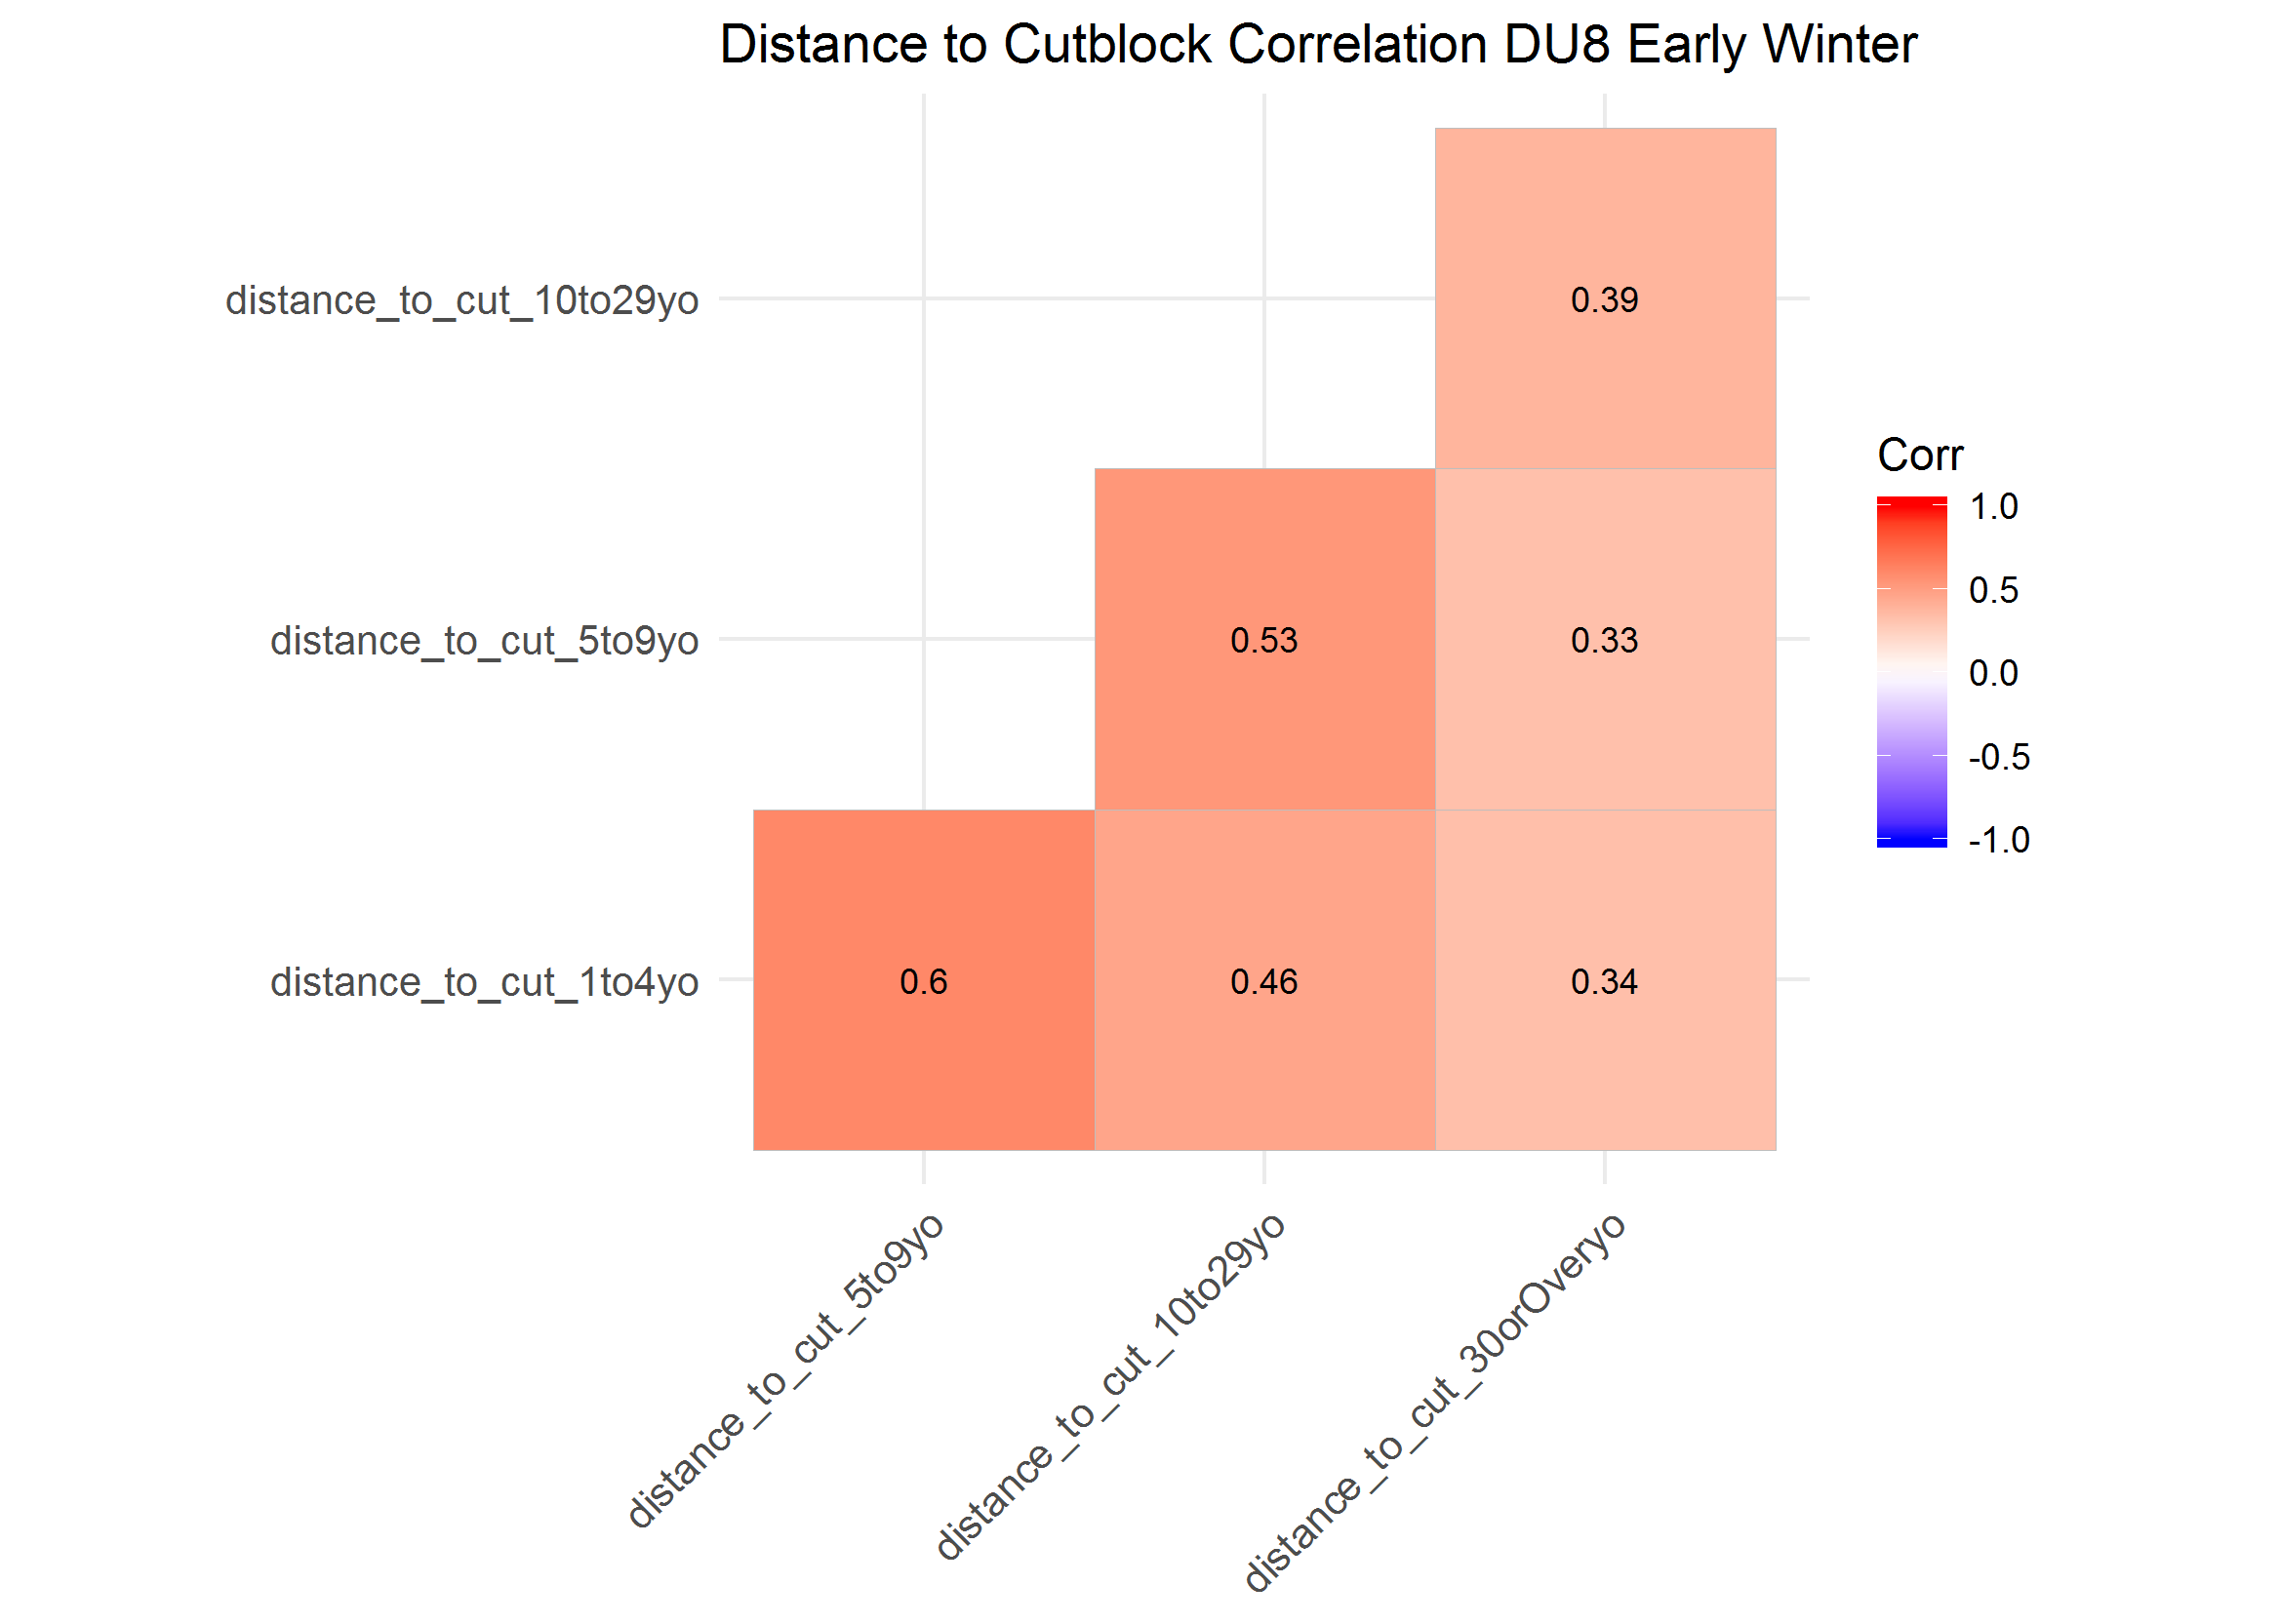 Distance to Cutblock Correlation DU8 Early Winter
distance_to_cut_10to29yo
0.39
distance_to_cut_5to9yo
0.53
0.33
distance_to_cut_1to4yo
0.6
0.46
0.34
Corr
1.0
0.5
0.0
-0.5
-1.0
distance_to_cut_5to9yo
distance_to_cut_10to29yo
distance_to_cut_30orOveryo